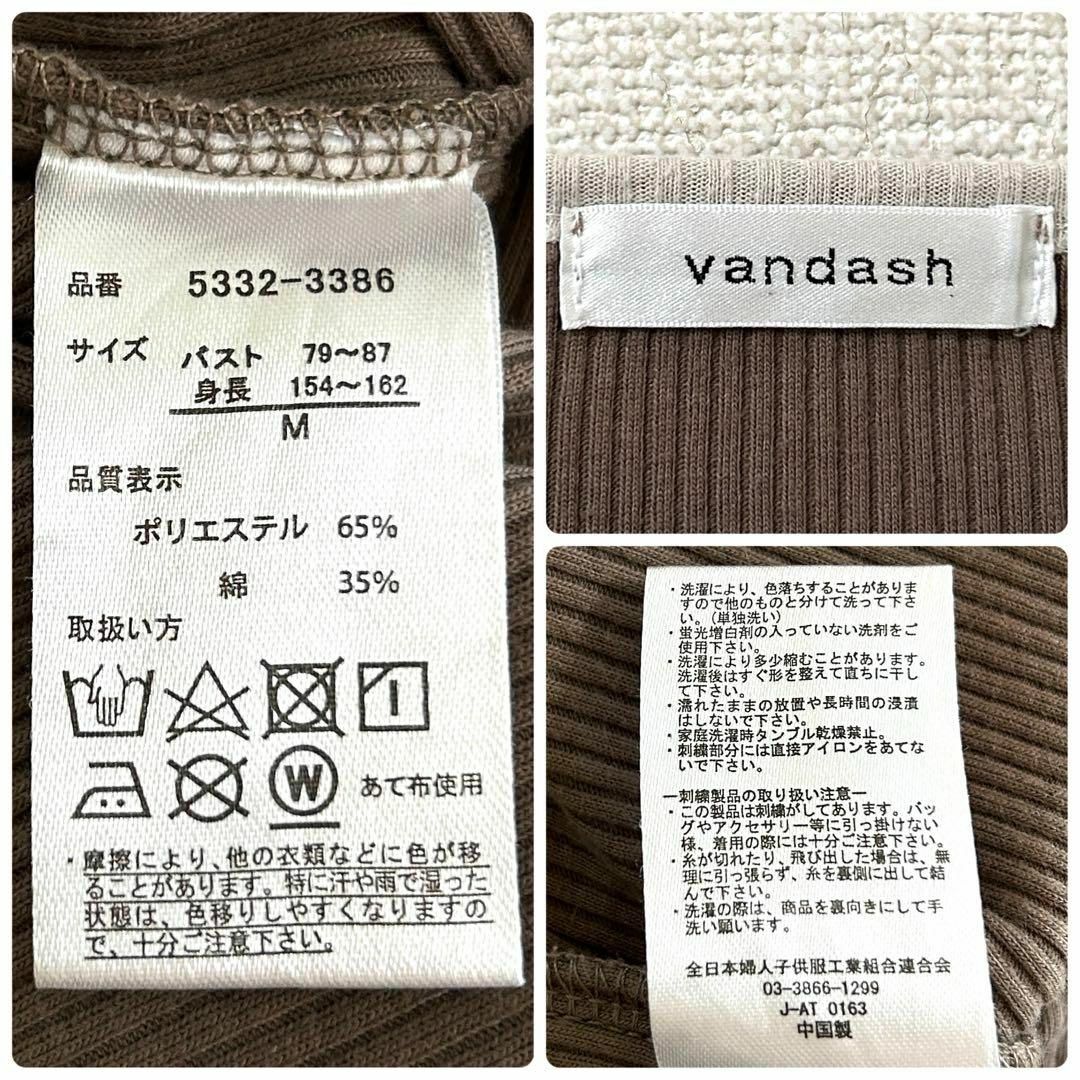 品番 5332-3386
サイズ バスト 79〜87
身長 154〜162
M
品質表示
ポリエステル 65%
綿 35%
取扱い方
W あて布使用
・摩擦により、他の衣類などに色が移
ることがあります。特に汗や雨で湿った
状態は、色移りしやすくなりますの
で、十分ご注意下さい。
vandash
・洗濯により、色落ちすることがありま
すので他のものと分けて洗って下さ
い。(単独洗い)
・蛍光増白剤の入っていない洗剤をご
使用下さい。
・洗濯により多少縮むことがあります。
洗濯後はすぐ形を整えて直ちに干し
て下さい。
・濡れたままの放置や長時間の浸漬
はしないで下さい。
・家庭洗濯時タンブル乾燥禁止。
・刺繍部分には直接アイロンをあてな
いで下さい。
ー刺繍製品の取り扱い注意ー
・この製品は刺繍がしてあります。バッ
グやアクセサリー等に引っ掛けない
様、着用の際には十分ご注意下さい。
・糸が切れたり、飛び出した場合は、無
理に引っ張らず、糸を裏側に出して結
んで下さい。
・洗濯の際は、商品を裏向きにして手
洗い願います。
全日本婦人子供服工業組合連合会
03-3866-1299
J-AT 0163
中国製